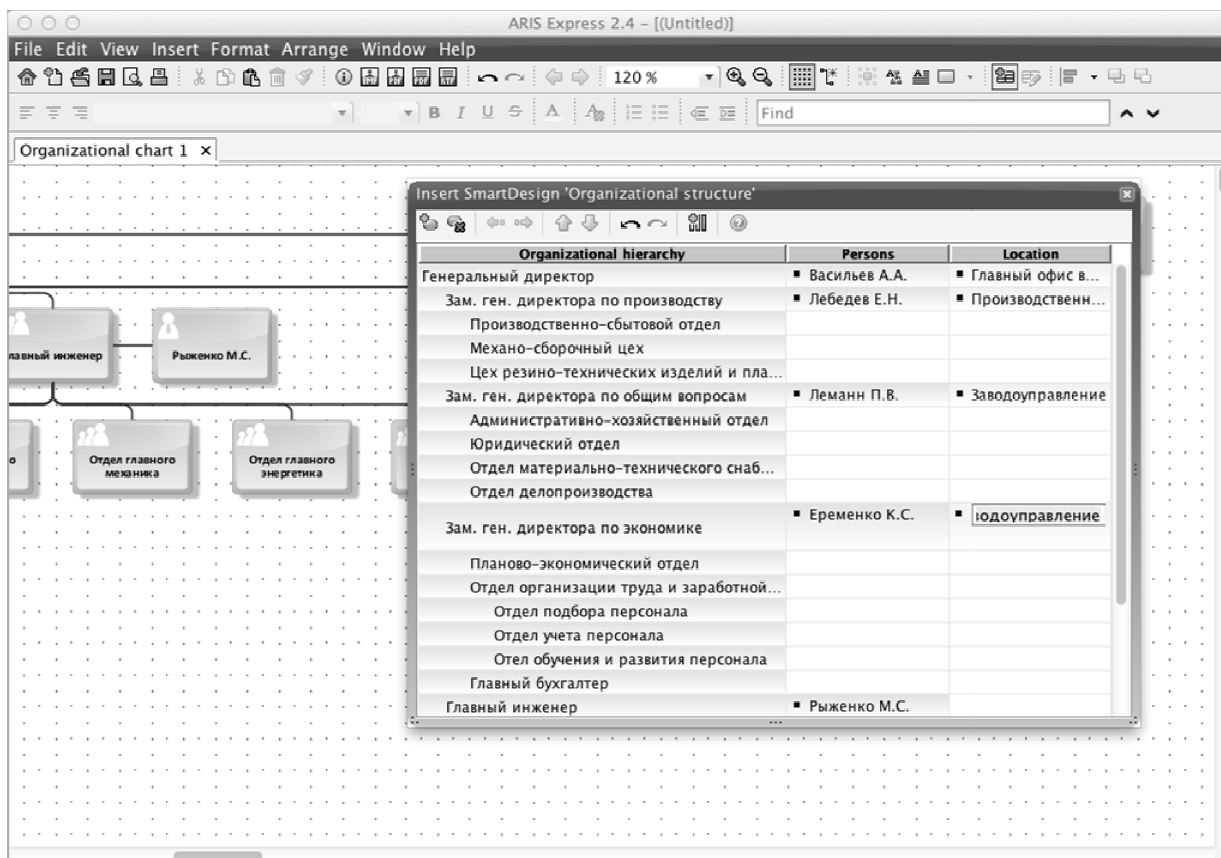 ARIS Express 2.4 – [(Untitled)]
File Edit View Insert Format Arrange Window Help
120 %
B I U S A
Find
Organizational chart 1 ×
Insert SmartDesign 'Organizational structure'
Organizational hierarchy Persons Location
Генеральный директор ▪ Васильев А.А. ▪ Главный офис в...
Зам. ген. директора по производству ▪ Лебедев Е.Н. ▪ Производственн...
Производственно-сбытовой отдел
Механо-сборочный цех
Цех резино-технических изделий и пла...
Зам. ген. директора по общим вопросам ▪ Леманн П.В. ▪ Заводоуправление
Административно-хозяйственный отдел
Юридический отдел
Отдел материально-технического снаб...
Отдел делопроизводства
Зам. ген. директора по экономике ▪ Еременко К.С. ▪ водоуправление
Планово-экономический отдел
Отдел организации труда и заработной...
Отдел подбора персонала
Отдел учета персонала
Отел обучения и развития персонала
Главный бухгалтер
Главный инженер ▪ Рыженко М.С.
лавный инженер
Рыженко М.С.
о
Отдел главного
механика
Отдел главного
энергетика